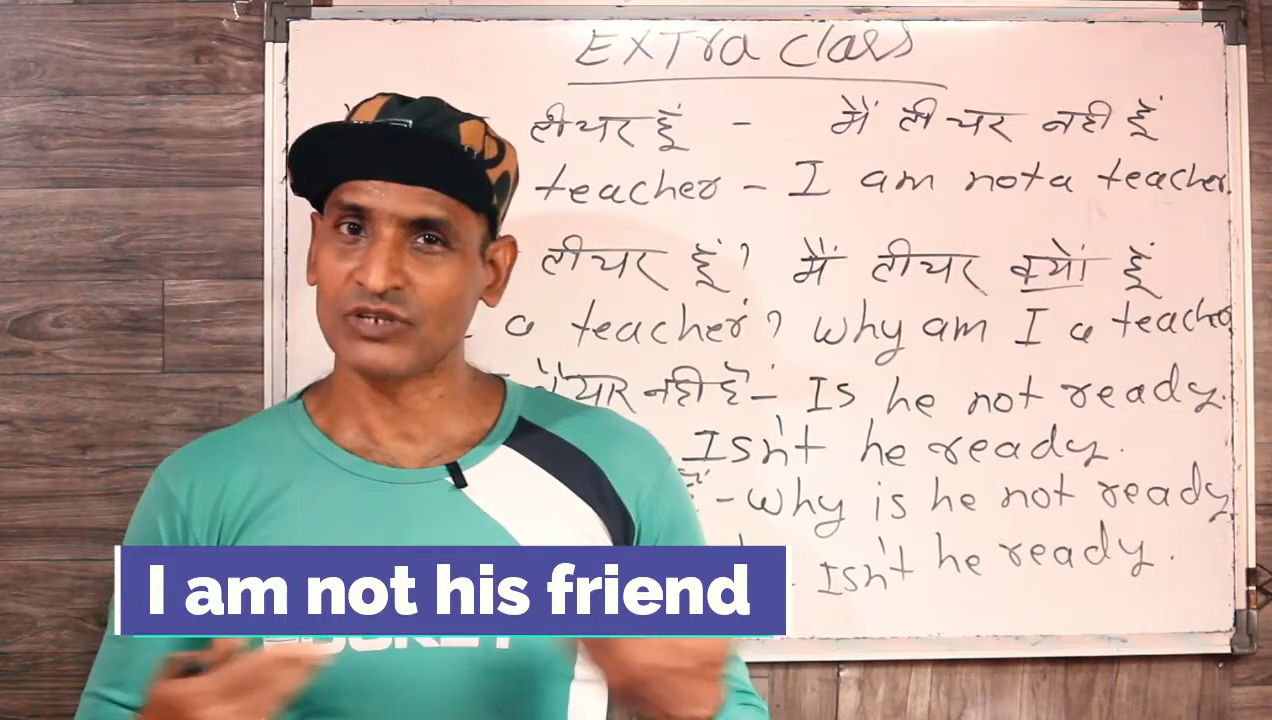 EXTra Class
टीचर हूं - मैं टीचर नही हूं
teacher - I am not a teacher.
टीचर हूं? मैं टीचर क्यों हूं
a teacher? why am I a teacher
तैयार नही है - Is he not ready.
Isn't he ready.
- why is he not ready
Isn't he ready.
I am not his friend